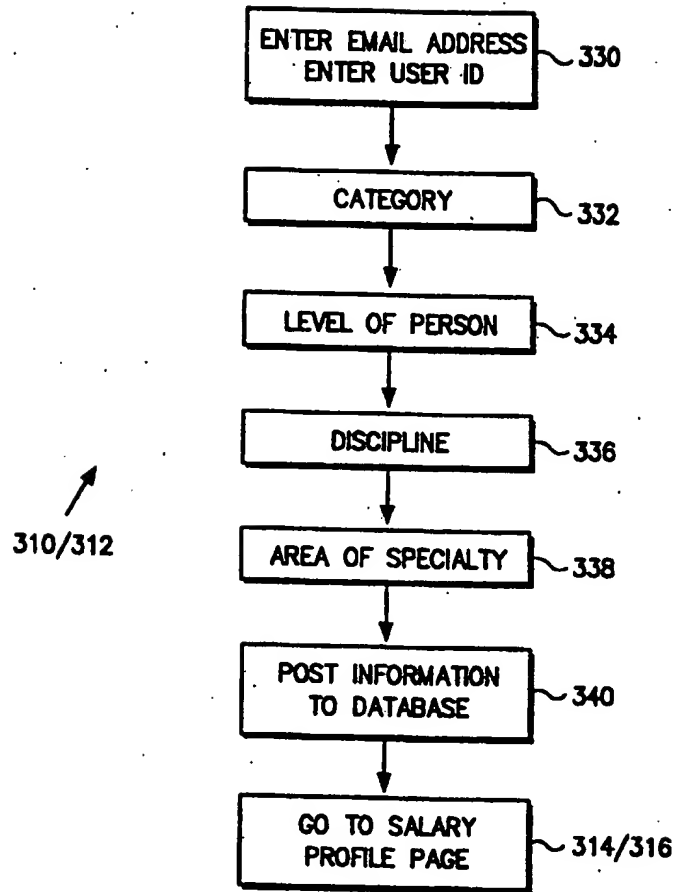 ENTER EMAIL ADDRESS
ENTER USER ID
330
CATEGORY
332
LEVEL OF PERSON
334
DISCIPLINE
336
310/312
AREA OF SPECIALTY
338
POST INFORMATION
TO DATABASE
340
GO TO SALARY
PROFILE PAGE
314/316